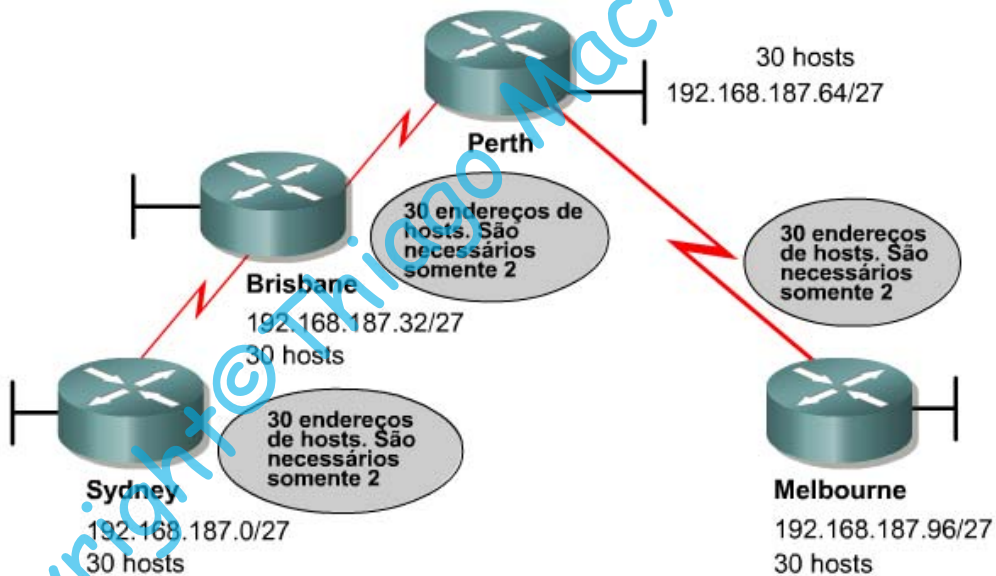 30 hosts
192.168.187.64/27
Perth
30 endereços de
hosts. São
necessários
somente 2
30 endereços
de hosts. São
necessários
somente 2
Brisbane
192.168.187.32/27
30 hosts
30 endereços
de hosts. São
necessários
somente 2
Sydney
192.168.187.0/27
30 hosts
Melbourne
192.168.187.96/27
30 hosts
©Thiago